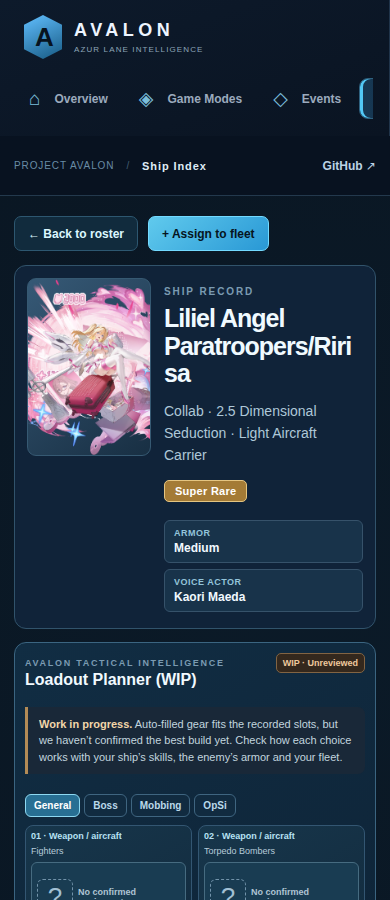 A
AVALON
AZUR LANE INTELLIGENCE
Overview
Game Modes
Events
PROJECT AVALON / Ship Index
GitHub ↗
← Back to roster
+ Assign to fleet
SHIP RECORD
Liliel Angel
Paratroopers/Riri
sa
Collab · 2.5 Dimensional
Seduction · Light Aircraft
Carrier
Super Rare
ARMOR
Medium
VOICE ACTOR
Kaori Maeda
AVALON TACTICAL INTELLIGENCE
WIP · Unreviewed
Loadout Planner (WIP)
Work in progress. Auto-filled gear fits the recorded slots, but
we haven’t confirmed the best build yet. Check how each choice
works with your ship's skills, the enemy's armor and your fleet.
General
Boss
Mobbing
OpSi
01 · Weapon / aircraft
Fighters
?
No confirmed
02 · Weapon / aircraft
Torpedo Bombers
?
No confirmed